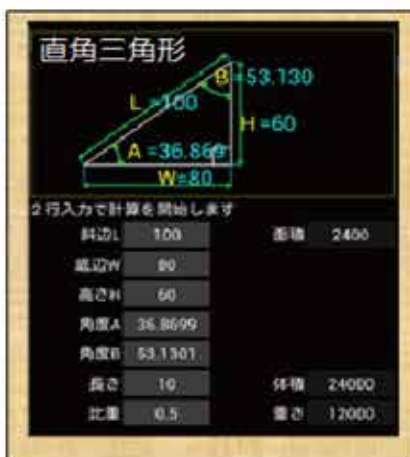 直角三角形
B =53.130
L =100
H =60
A =36.869
W=80
2行入力で計算を開始します
斜辺L 100 面積 2400
底辺W 80
高さH 60
角度A 36.8699
角度B 53.1301
長さ 10 体積 24000
比重 0.5 重さ 12000